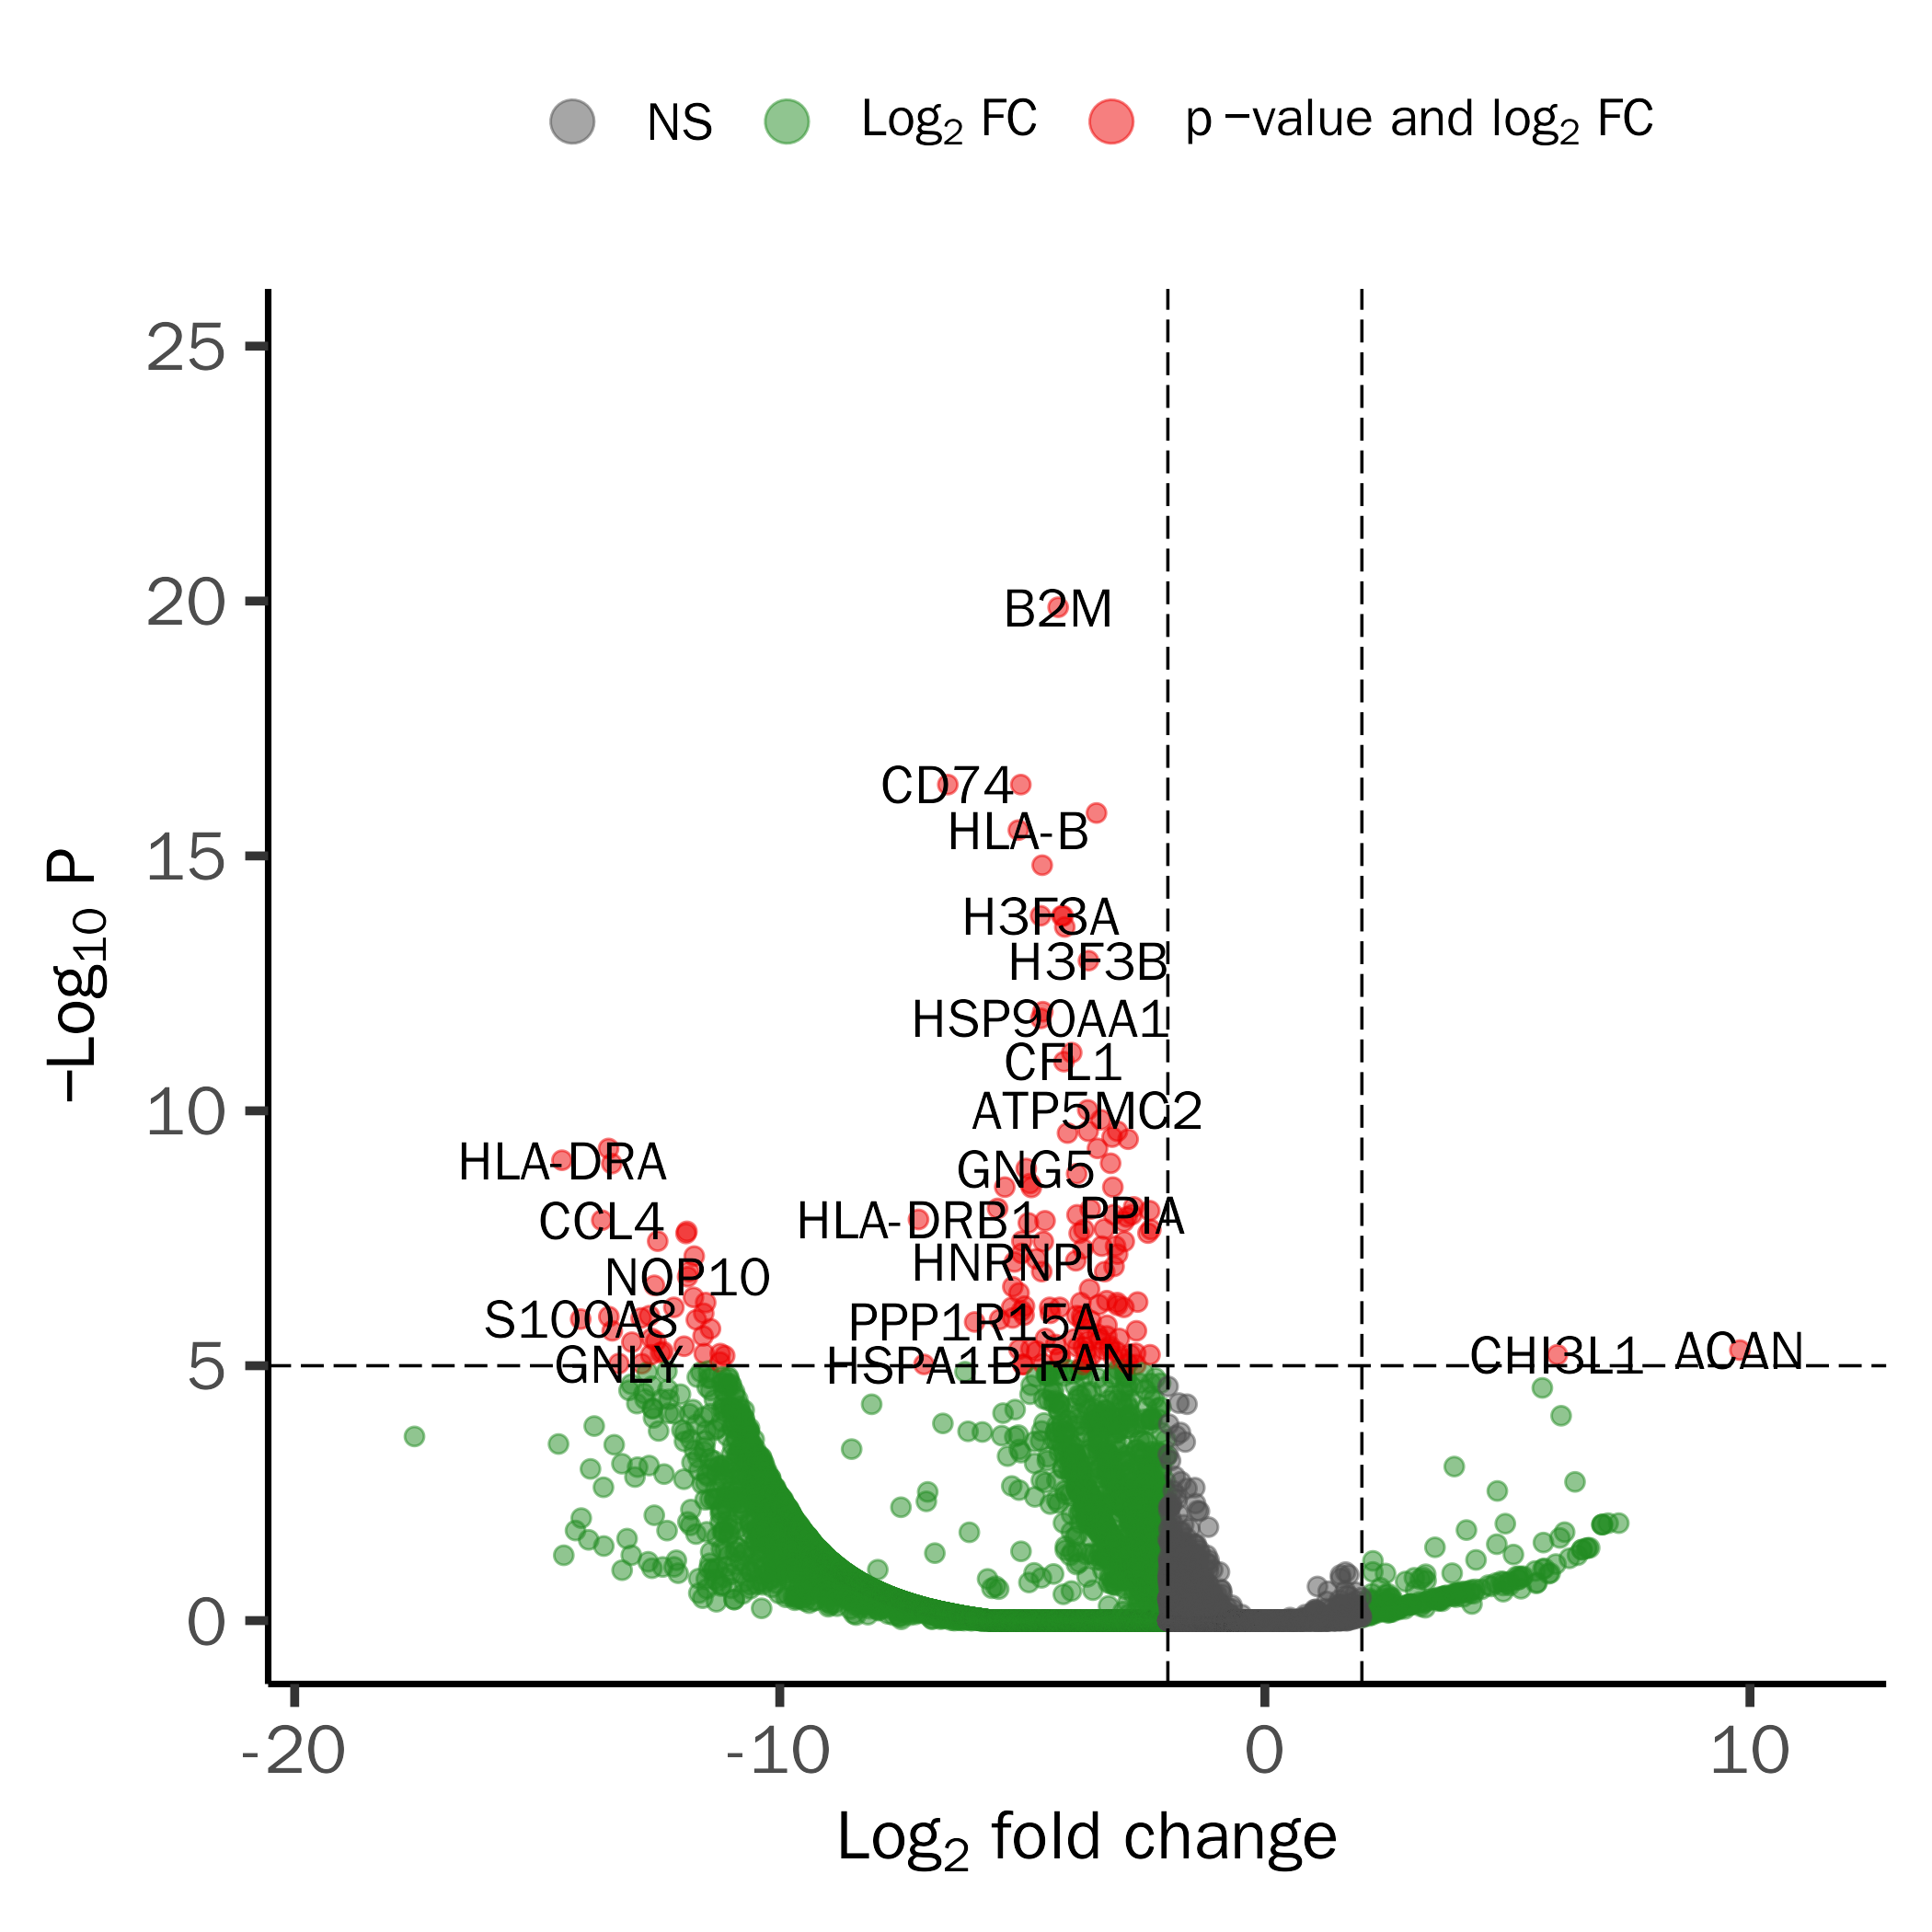 NS
Log2 FC
p −value and log2 FC
−Log10 P
25
20
15
10
5
0
B2M
CD74
HLA-B
H3F3A
H3F3B
HSP90AA1
CFL1
ATP5MC2
HLA-DRA
GNG5
CCL4
HLA-DRB1
PPIA
NOP10
HNRNPU
S100A8
PPP1R15A
GNLY
HSPA1B
RAN
CHI3L1
ACAN
-20
-10
0
10
Log2 fold change